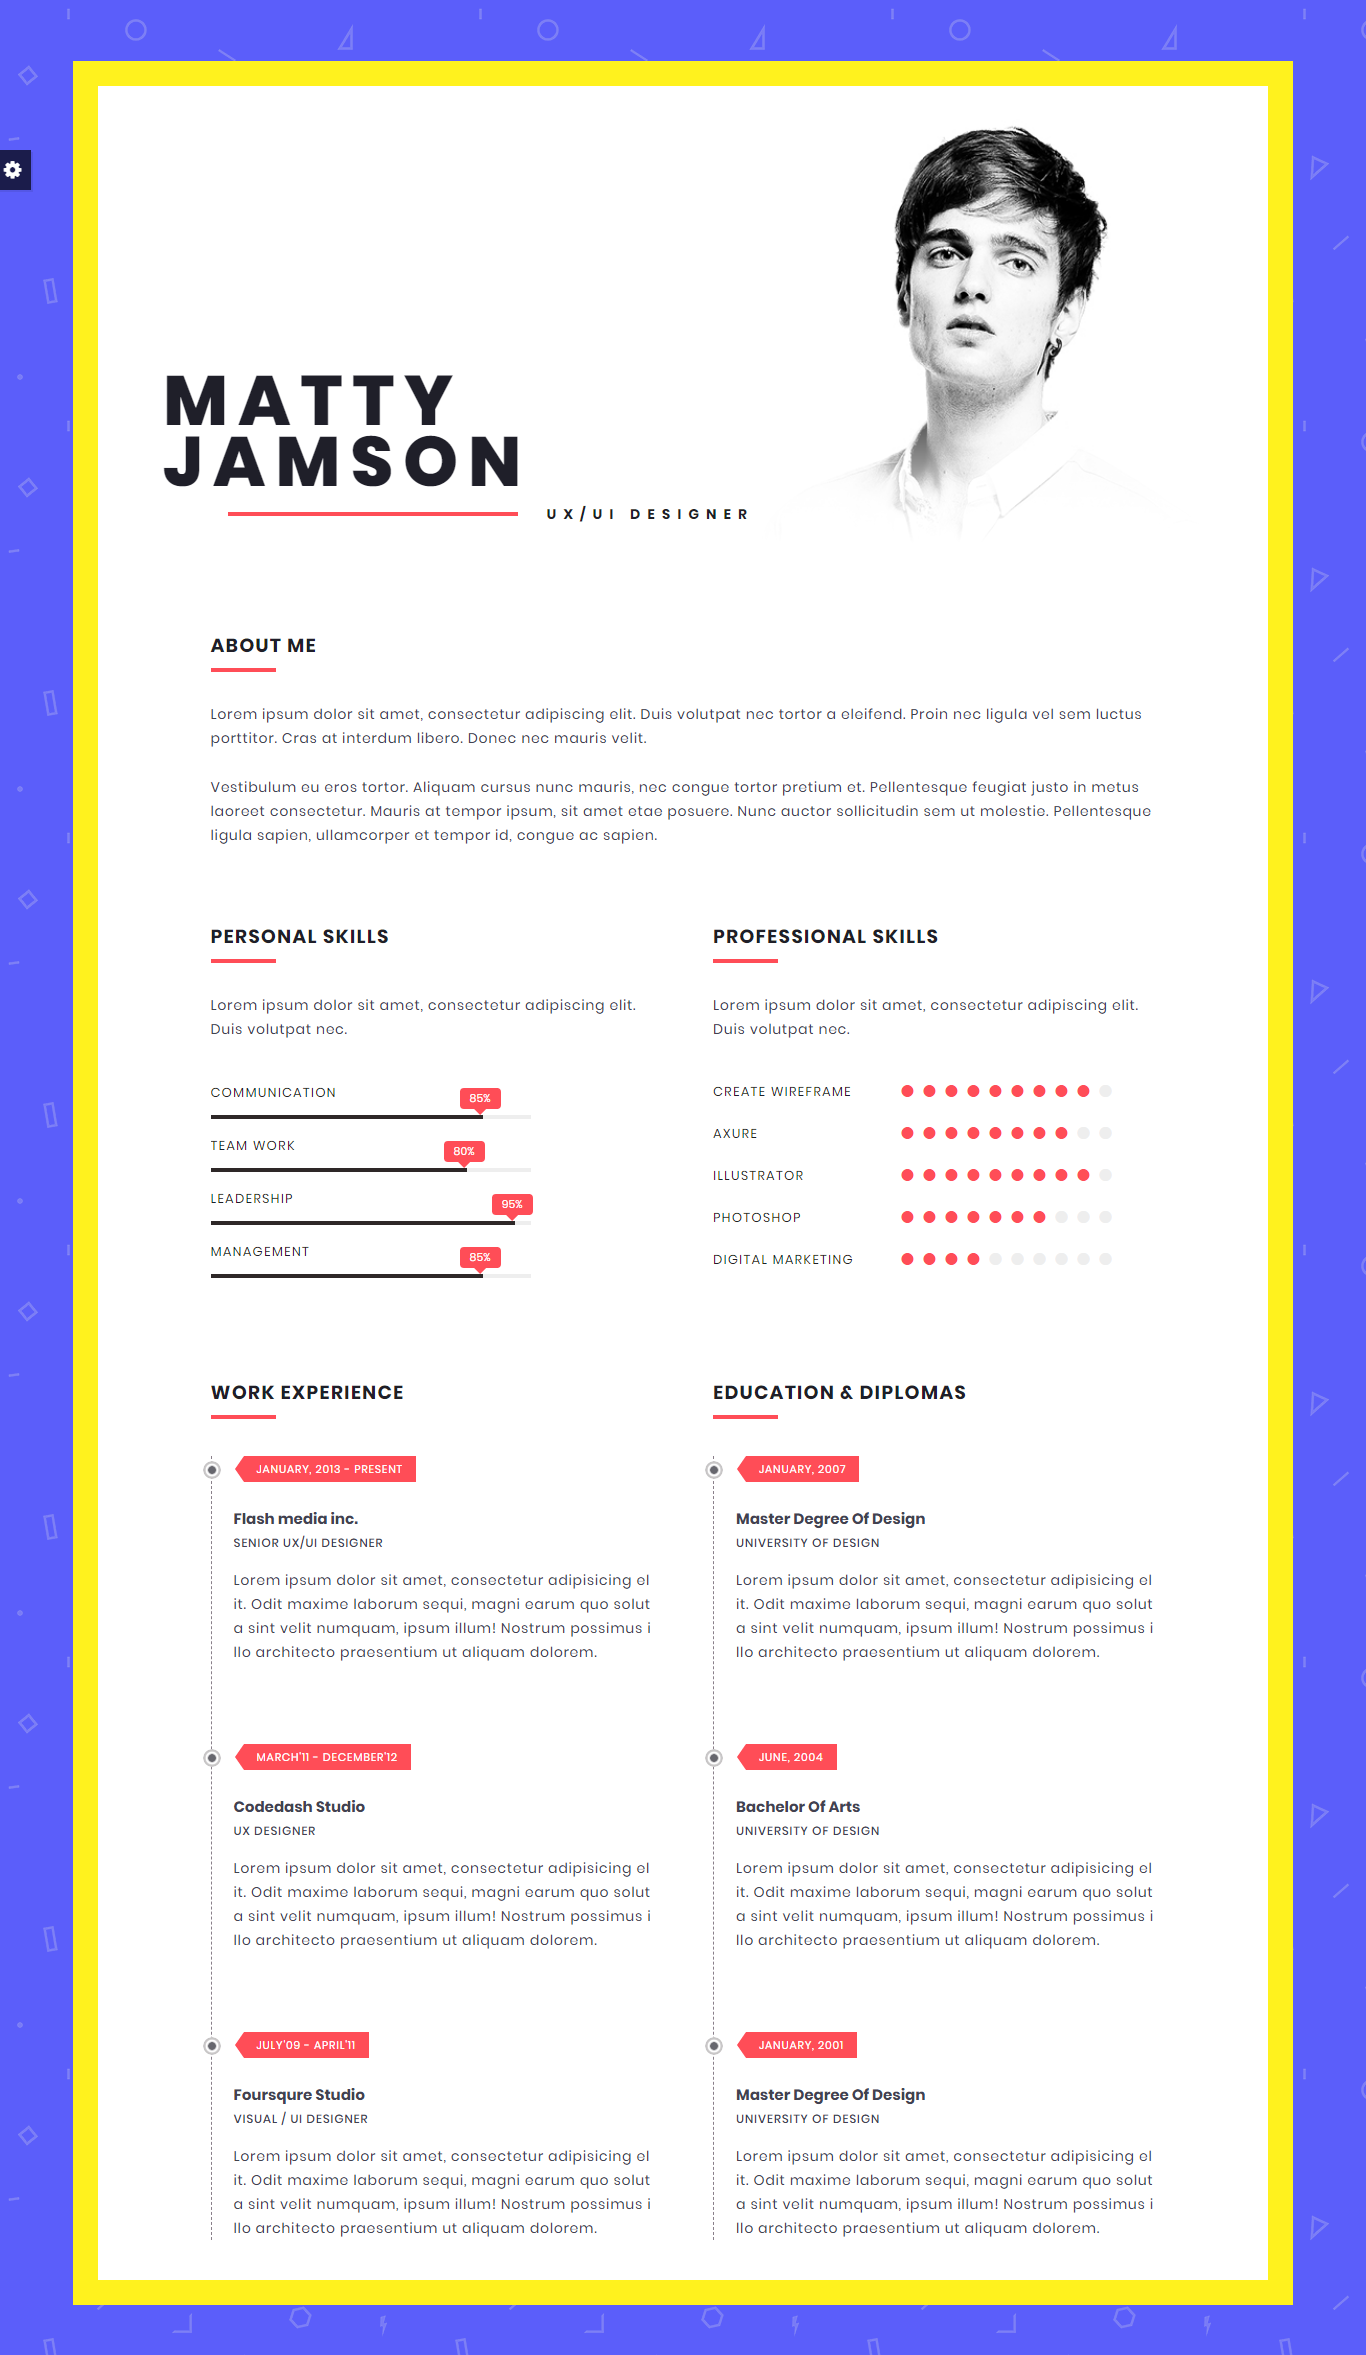 MATTY
JAMSON
UX/UI DESIGNER
ABOUT ME
Lorem ipsum dolor sit amet, consectetur adipiscing elit. Duis volutpat nec tortor a eleifend. Proin nec ligula vel sem luctus
porttitor. Cras at interdum libero. Donec nec mauris velit.
Vestibulum eu eros tortor. Aliquam cursus nunc mauris, nec congue tortor pretium et. Pellentesque feugiat justo in metus
laoreet consectetur. Mauris at tempor ipsum, sit amet etae posuere. Nunc auctor sollicitudin sem ut molestie. Pellentesque
ligula sapien, ullamcorper et tempor id, congue ac sapien.
PERSONAL SKILLS
Lorem ipsum dolor sit amet, consectetur adipiscing elit.
Duis volutpat nec.
COMMUNICATION
85%
TEAM WORK
80%
LEADERSHIP
95%
MANAGEMENT
85%
PROFESSIONAL SKILLS
Lorem ipsum dolor sit amet, consectetur adipiscing elit.
Duis volutpat nec.
CREATE WIREFRAME
AXURE
ILLUSTRATOR
PHOTOSHOP
DIGITAL MARKETING
WORK EXPERIENCE
JANUARY, 2013 - PRESENT
Flash media inc.
SENIOR UX/UI DESIGNER
Lorem ipsum dolor sit amet, consectetur adipisicing el
it. Odit maxime laborum sequi, magni earum quo solut
a sint velit numquam, ipsum illum! Nostrum possimus i
llo architecto praesentium ut aliquam dolorem.
MARCH'11 - DECEMBER'12
Codedash Studio
UX DESIGNER
Lorem ipsum dolor sit amet, consectetur adipisicing el
it. Odit maxime laborum sequi, magni earum quo solut
a sint velit numquam, ipsum illum! Nostrum possimus i
llo architecto praesentium ut aliquam dolorem.
JULY'09 - APRIL'11
Foursqure Studio
VISUAL / UI DESIGNER
Lorem ipsum dolor sit amet, consectetur adipisicing el
it. Odit maxime laborum sequi, magni earum quo solut
a sint velit numquam, ipsum illum! Nostrum possimus i
llo architecto praesentium ut aliquam dolorem.
EDUCATION & DIPLOMAS
JANUARY, 2007
Master Degree Of Design
UNIVERSITY OF DESIGN
Lorem ipsum dolor sit amet, consectetur adipisicing el
it. Odit maxime laborum sequi, magni earum quo solut
a sint velit numquam, ipsum illum! Nostrum possimus i
llo architecto praesentium ut aliquam dolorem.
JUNE, 2004
Bachelor Of Arts
UNIVERSITY OF DESIGN
Lorem ipsum dolor sit amet, consectetur adipisicing el
it. Odit maxime laborum sequi, magni earum quo solut
a sint velit numquam, ipsum illum! Nostrum possimus i
llo architecto praesentium ut aliquam dolorem.
JANUARY, 2001
Master Degree Of Design
UNIVERSITY OF DESIGN
Lorem ipsum dolor sit amet, consectetur adipisicing el
it. Odit maxime laborum sequi, magni earum quo solut
a sint velit numquam, ipsum illum! Nostrum possimus i
llo architecto praesentium ut aliquam dolorem.